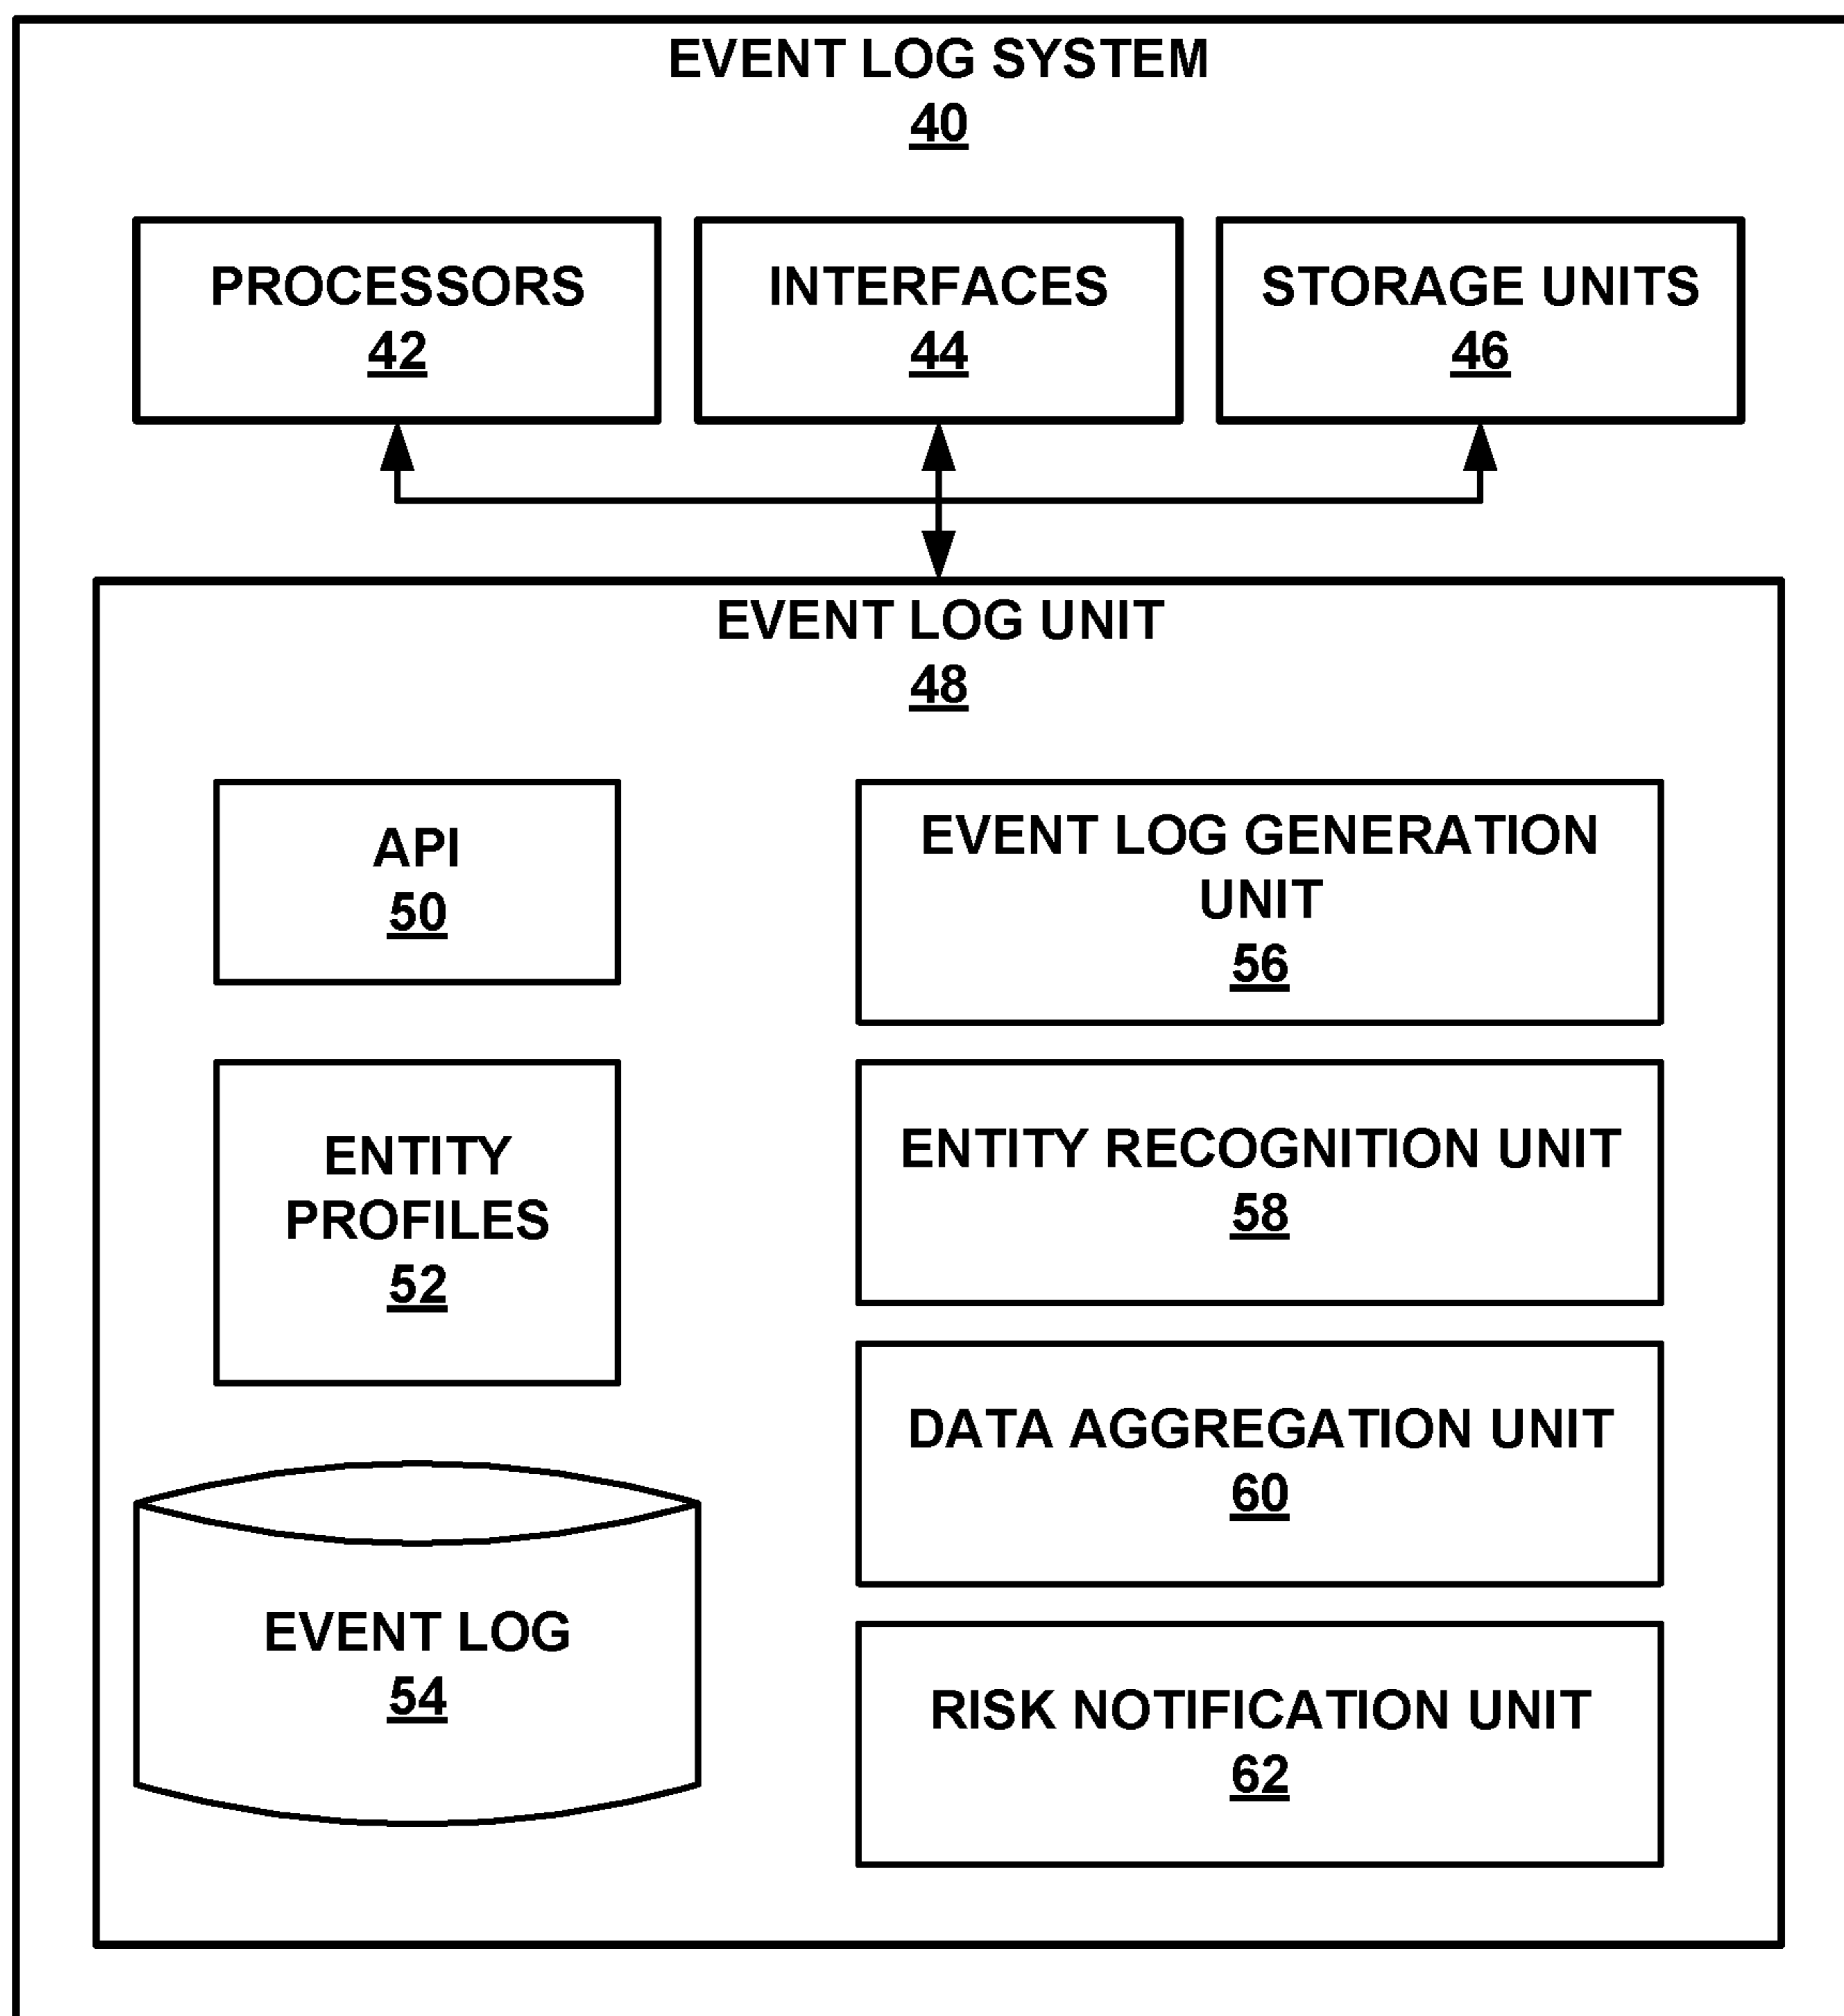 EVENT LOG SYSTEM
40
PROCESSORS
42
INTERFACES
44
STORAGE UNITS
46
EVENT LOG UNIT
48
API
50
ENTITY
PROFILES
52
EVENT LOG
54
EVENT LOG GENERATION
UNIT
56
ENTITY RECOGNITION UNIT
58
DATA AGGREGATION UNIT
60
RISK NOTIFICATION UNIT
62